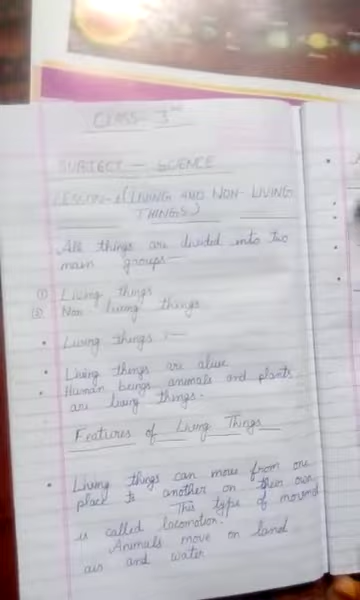 CLASS- 3rd
SUBJECT — SCIENCE
LESSON-1(LIVING AND NON-LIVING
THINGS)
All things are divided into two
main groups—
① Living things
② Non living things
• Living things :—
• Living things are alive.
• Human beings animals and plants
are living things.
Features of Living Things
• Living things can move from one
place to another on their own.
This type of movemd
is called locomotion.
Animals move on land
air and water